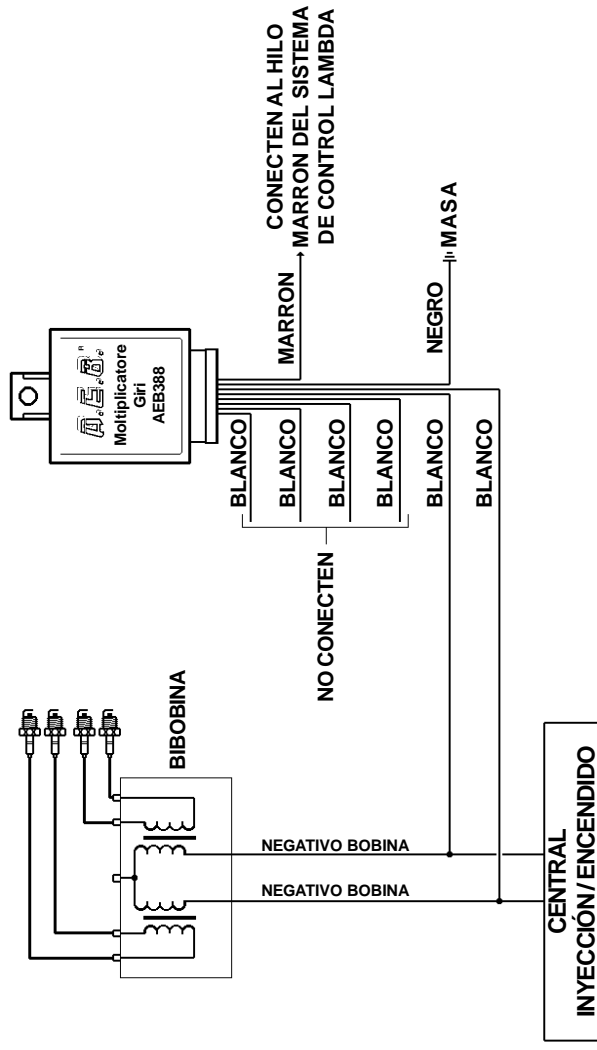 A.E.B.®
Moltiplicatore
Giri
AEB388
CONECTEN AL HILO
MARRON DEL SISTEMA
DE CONTROL LAMBDA
MARRON
NEGRO
MASA
BLANCO
BLANCO
BLANCO
BLANCO
BLANCO
BLANCO
NO CONECTEN
BIBOBINA
NEGATIVO BOBINA
NEGATIVO BOBINA
CENTRAL
INYECCIÓN / ENCENDIDO